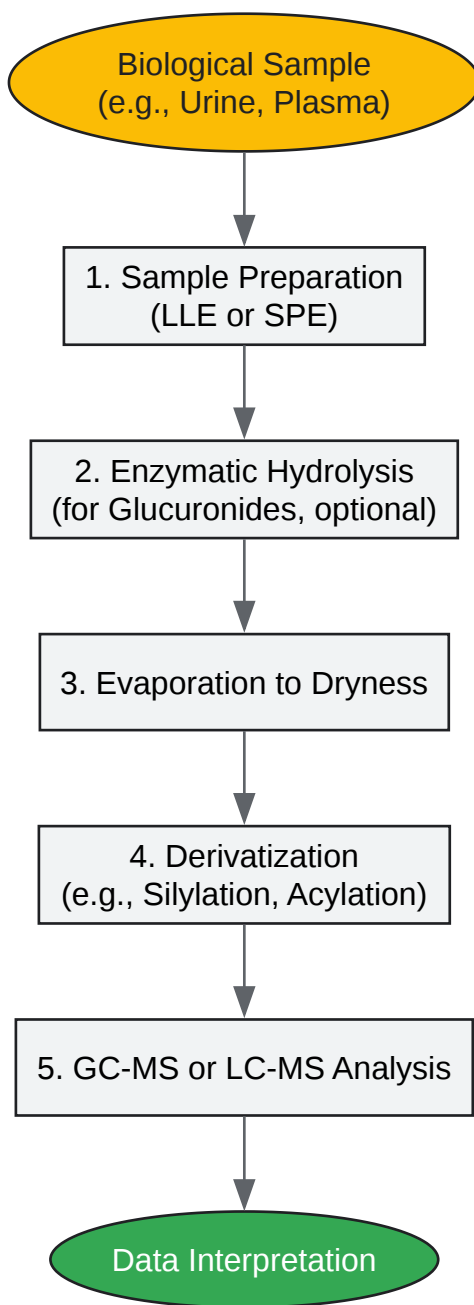 Biological Sample
(e.g., Urine, Plasma)
1. Sample Preparation
(LLE or SPE)
2. Enzymatic Hydrolysis
(for Glucuronides, optional)
3. Evaporation to Dryness
4. Derivatization
(e.g., Silylation, Acylation)
5. GC-MS or LC-MS Analysis
Data Interpretation